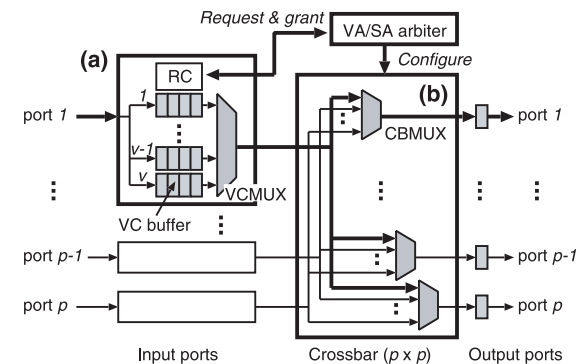 Request & grant
VA/SA arbiter
Configure
(a)
(b)
RC
port 1
1
v-1
v
VCMUX
VC buffer
CBMUX
port 1
port p-1
port p-1
port p
port p
Input ports
Crossbar (p x p)
Output ports